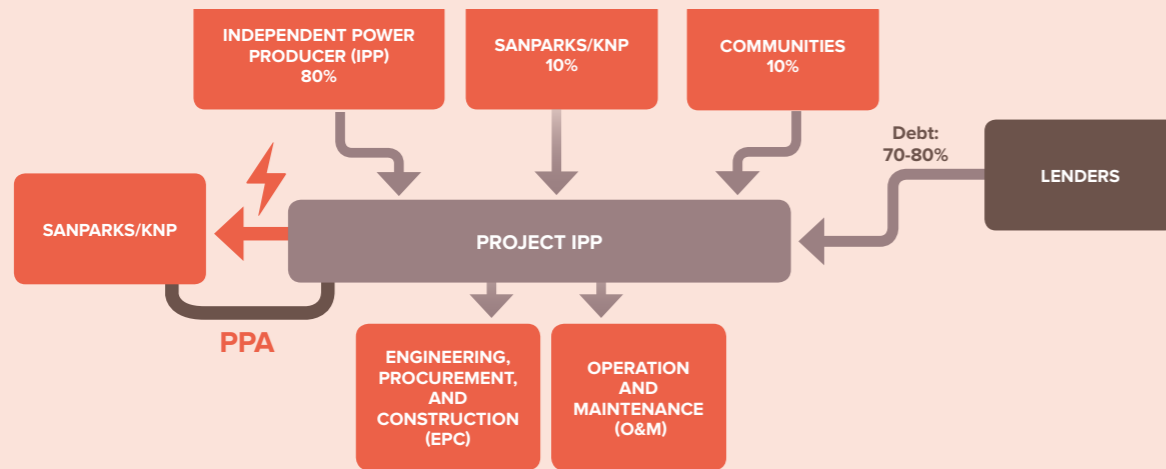 INDEPENDENT POWER
PRODUCER (IPP)
80%
SANPARKS/KNP
10%
COMMUNITIES
10%
Debt:
70-80%
LENDERS
SANPARKS/KNP
PROJECT IPP
PPA
ENGINEERING,
PROCUREMENT,
AND
CONSTRUCTION
(EPC)
OPERATION
AND
MAINTENANCE
(O&M)